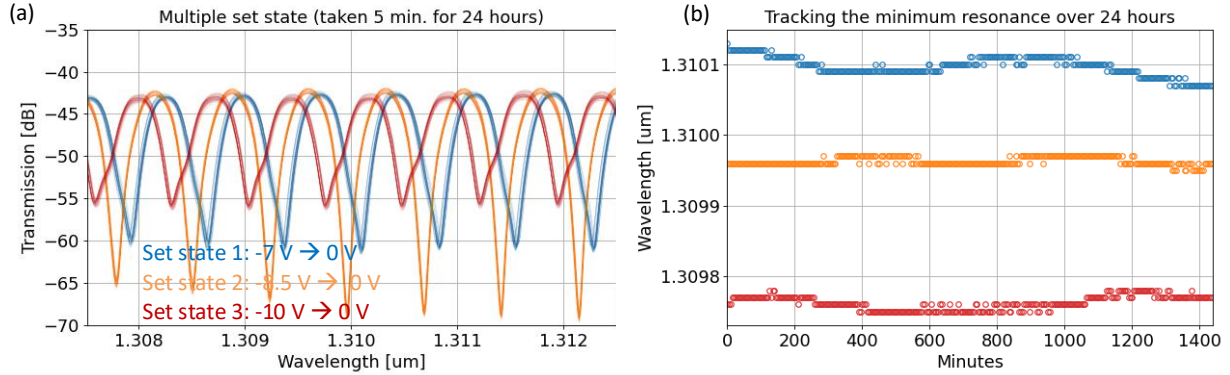 (a)
Multiple set state (taken 5 min. for 24 hours)
−35
−40
−45
−50
−55
−60
−65
−70
Transmission [dB]
Set state 1: -7 V → 0 V
Set state 2: -8.5 V → 0 V
Set state 3: -10 V → 0 V
1.308 1.309 1.310 1.311 1.312
Wavelength [um]
(b)
Tracking the minimum resonance over 24 hours
1.3101
1.3100
1.3099
1.3098
Wavelength [um]
0 200 400 600 800 1000 1200 1400
Minutes